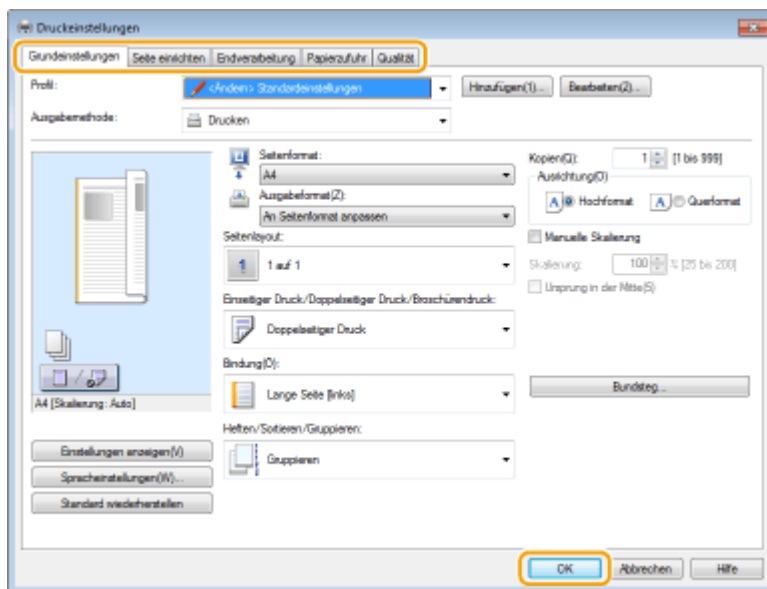 Druckeinstellungen
Grundeinstellungen Seite einrichten Endverarbeitung Papierzufuhr Qualität
Profil: <Ändern> Standardeinstellungen Hinzufügen(1)... Bearbeiten(2)...
Ausgabemethode: Drucken
Seitenformat:
A4
Ausgabeformat(Z):
An Seitenformat anpassen
Seitenlayout:
1 1 auf 1
Einseitiger Druck/Doppelseitiger Druck/Broschürendruck:
Doppelseitiger Druck
Bindung(O):
Lange Seite [links]
Heften/Sortieren/Gruppieren:
Gruppieren
Kopien(Q): 1 [1 bis 999]
Ausrichtung(O)
A Hochformat A Querformat
Manuelle Skalierung
Skalierung: 100 % [25 bis 200]
Ursprung in der Mitte(S)
Bundsteg...
A4 [Skalierung: Auto]
Einstellungen anzeigen(V)
Spracheinstellungen(W)...
Standard wiederherstellen
OK Abbrechen Hilfe